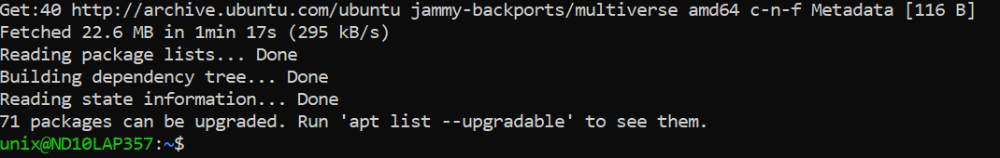 Get:40 http://archive.ubuntu.com/ubuntu jammy-backports/multiverse amd64 c-n-f Metadata [116 B]
Fetched 22.6 MB in 1min 17s (295 kB/s)
Reading package lists... Done
Building dependency tree... Done
Reading state information... Done
71 packages can be upgraded. Run 'apt list --upgradable' to see them.
unix@ND10LAP357:~$